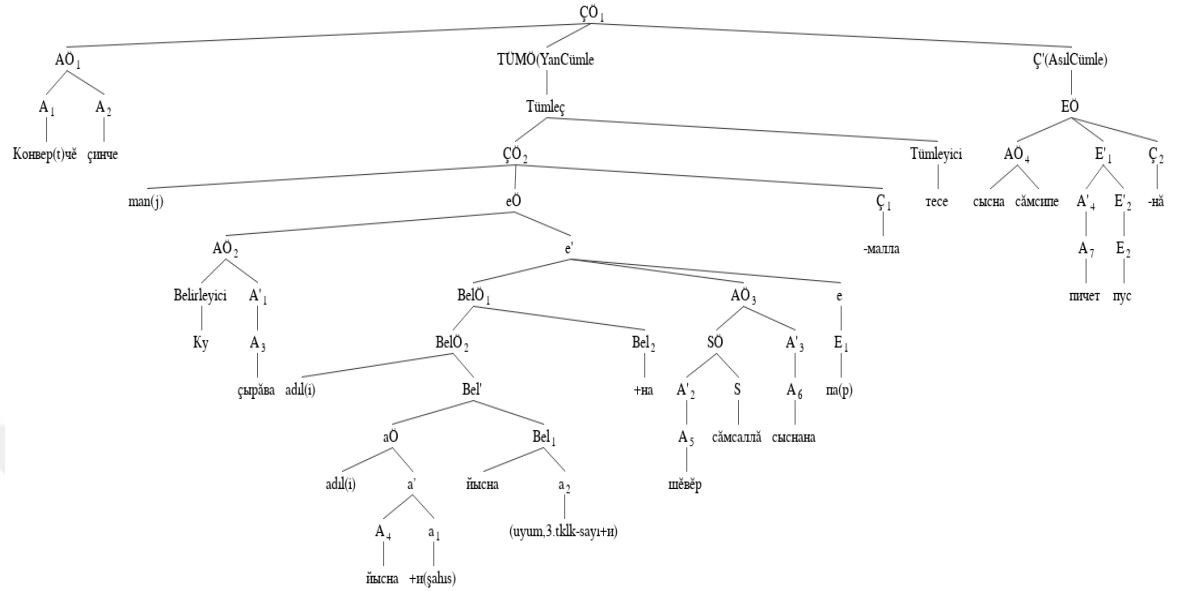 ÇÖ1
AÖ1 TÜMÖ(YanCümle Ç'(AsılCümle)
A1 A2 Tümleç EÖ
Конвер(t)чĕ çинче ÇÖ2 Tümleyici AÖ4 E'1 Ç2
man(j) eÖ Ç1 тесе сысна сăмсипе A'4 E'2 -нă
AÖ2 e' -малла A7 E2
Belirleyici A'1 BelÖ1 AÖ3 e пичет пус
Ку A3 BelÖ2 Bel2 SÖ A'3 E1
çырăва adıl(i) Bel' +на A'2 S A6 па(р)
aÖ Bel1 A5 сăмсаллă сыснана
adıl(i) a' йысна a2 шĕвĕр
A4 a1 (uyum,3.tklk-sayı+и)
йысна +и(şahıs)